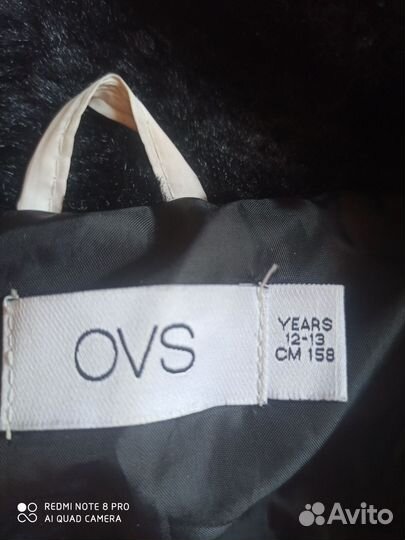 OVS
YEARS
12-13
CM 158
REDMI NOTE 8 PRO
AI QUAD CAMERA
Avito